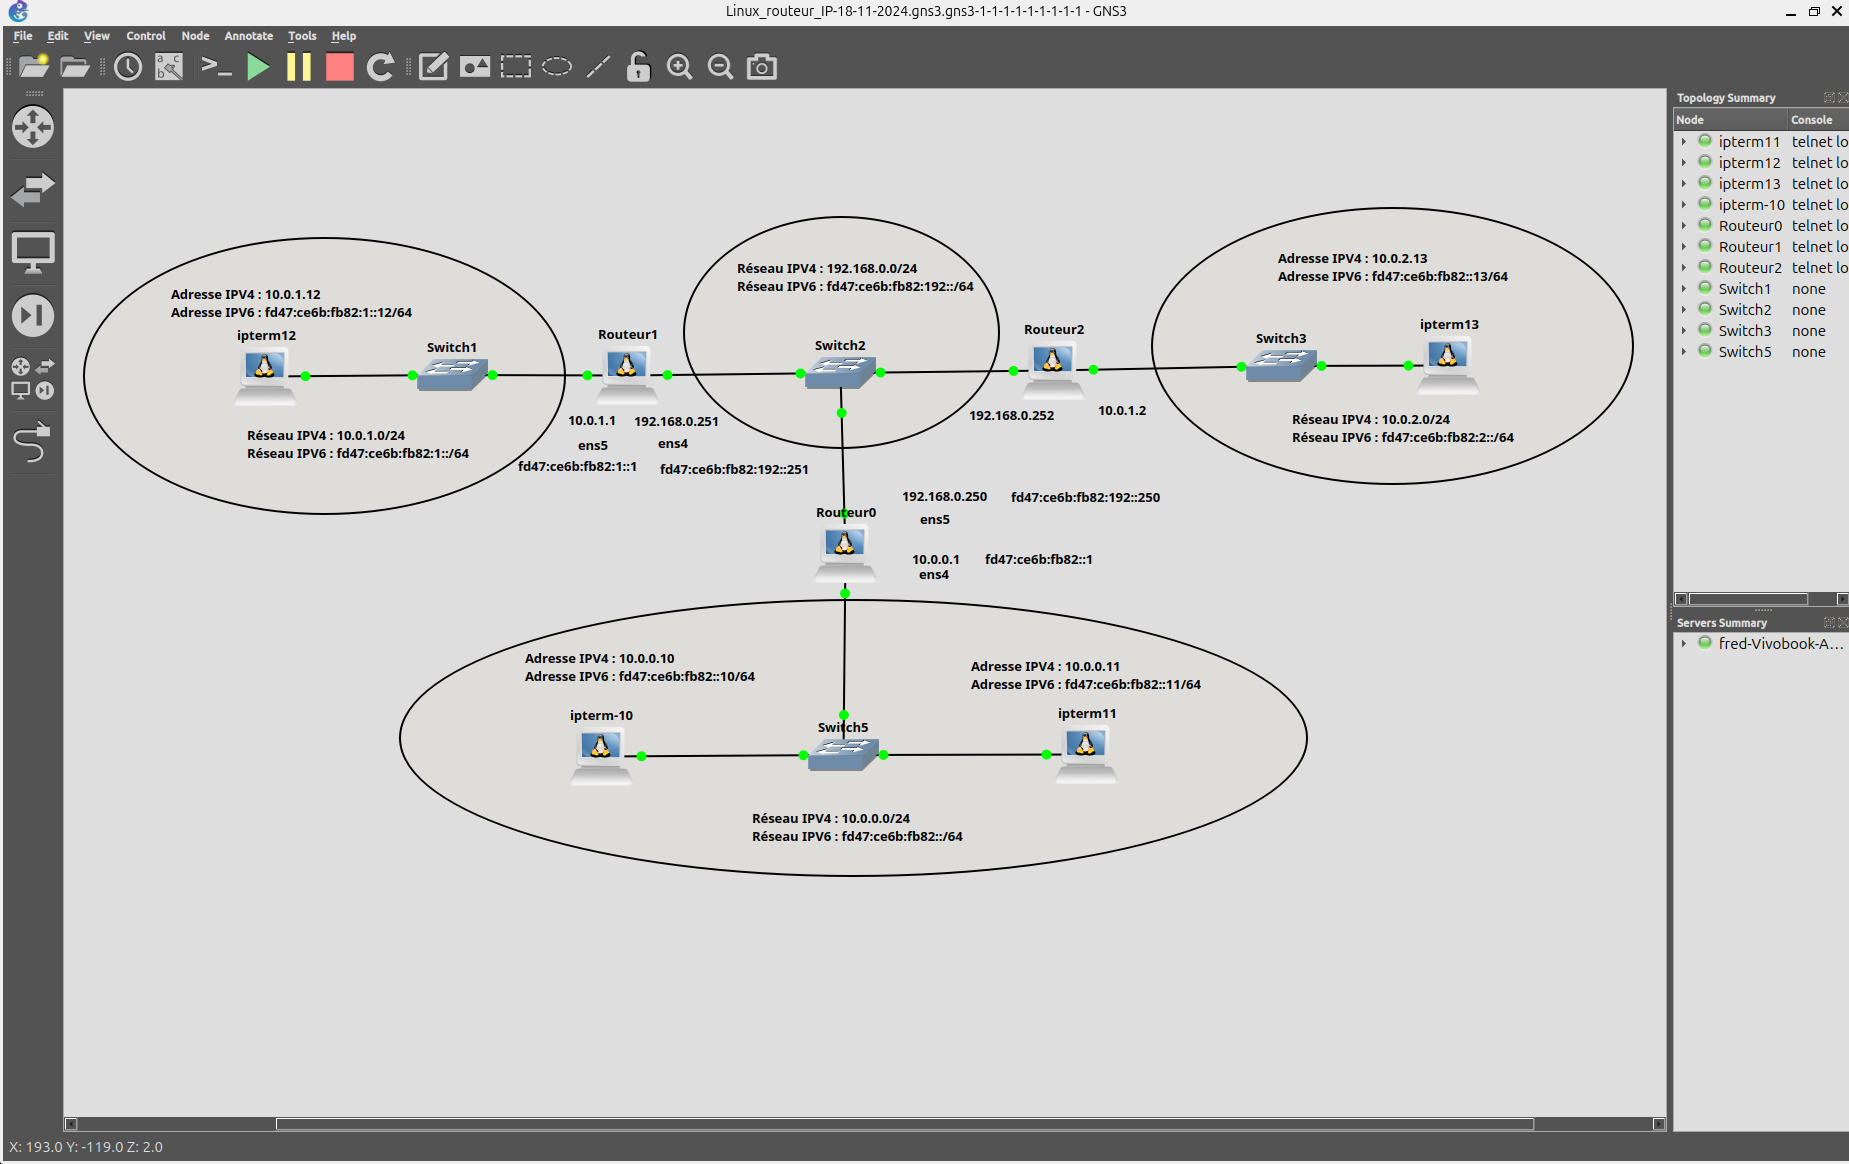 Linux_routeur_IP-18-11-2024.gns3.gns3-1-1-1-1-1-1-1-1-1 - GNS3
File Edit View Control Node Annotate Tools Help
Topology Summary
Node Console
ipterm11 telnet lo
ipterm12 telnet lo
ipterm13 telnet lo
ipterm-10 telnet lo
Routeur0 telnet lo
Routeur1 telnet lo
Routeur2 telnet lo
Switch1 none
Switch2 none
Switch3 none
Switch5 none
Servers Summary
fred-Vivobook-A...
Adresse IPV4 : 10.0.1.12
Adresse IPV6 : fd47:ce6b:fb82:1::12/64
ipterm12
Switch1
Réseau IPV4 : 10.0.1.0/24
Réseau IPV6 : fd47:ce6b:fb82:1::/64
Routeur1
10.0.1.1
ens5
fd47:ce6b:fb82:1::1
192.168.0.251
ens4
fd47:ce6b:fb82:192::251
Réseau IPV4 : 192.168.0.0/24
Réseau IPV6 : fd47:ce6b:fb82:192::/64
Switch2
Routeur2
192.168.0.252
10.0.1.2
Adresse IPV4 : 10.0.2.13
Adresse IPV6 : fd47:ce6b:fb82::13/64
Switch3
ipterm13
Réseau IPV4 : 10.0.2.0/24
Réseau IPV6 : fd47:ce6b:fb82:2::/64
192.168.0.250 fd47:ce6b:fb82:192::250
Routeur0
ens5
10.0.0.1 fd47:ce6b:fb82::1
ens4
Adresse IPV4 : 10.0.0.10
Adresse IPV6 : fd47:ce6b:fb82::10/64
ipterm-10
Adresse IPV4 : 10.0.0.11
Adresse IPV6 : fd47:ce6b:fb82::11/64
ipterm11
Switch5
Réseau IPV4 : 10.0.0.0/24
Réseau IPV6 : fd47:ce6b:fb82::/64
X: 193.0 Y: -119.0 Z: 2.0